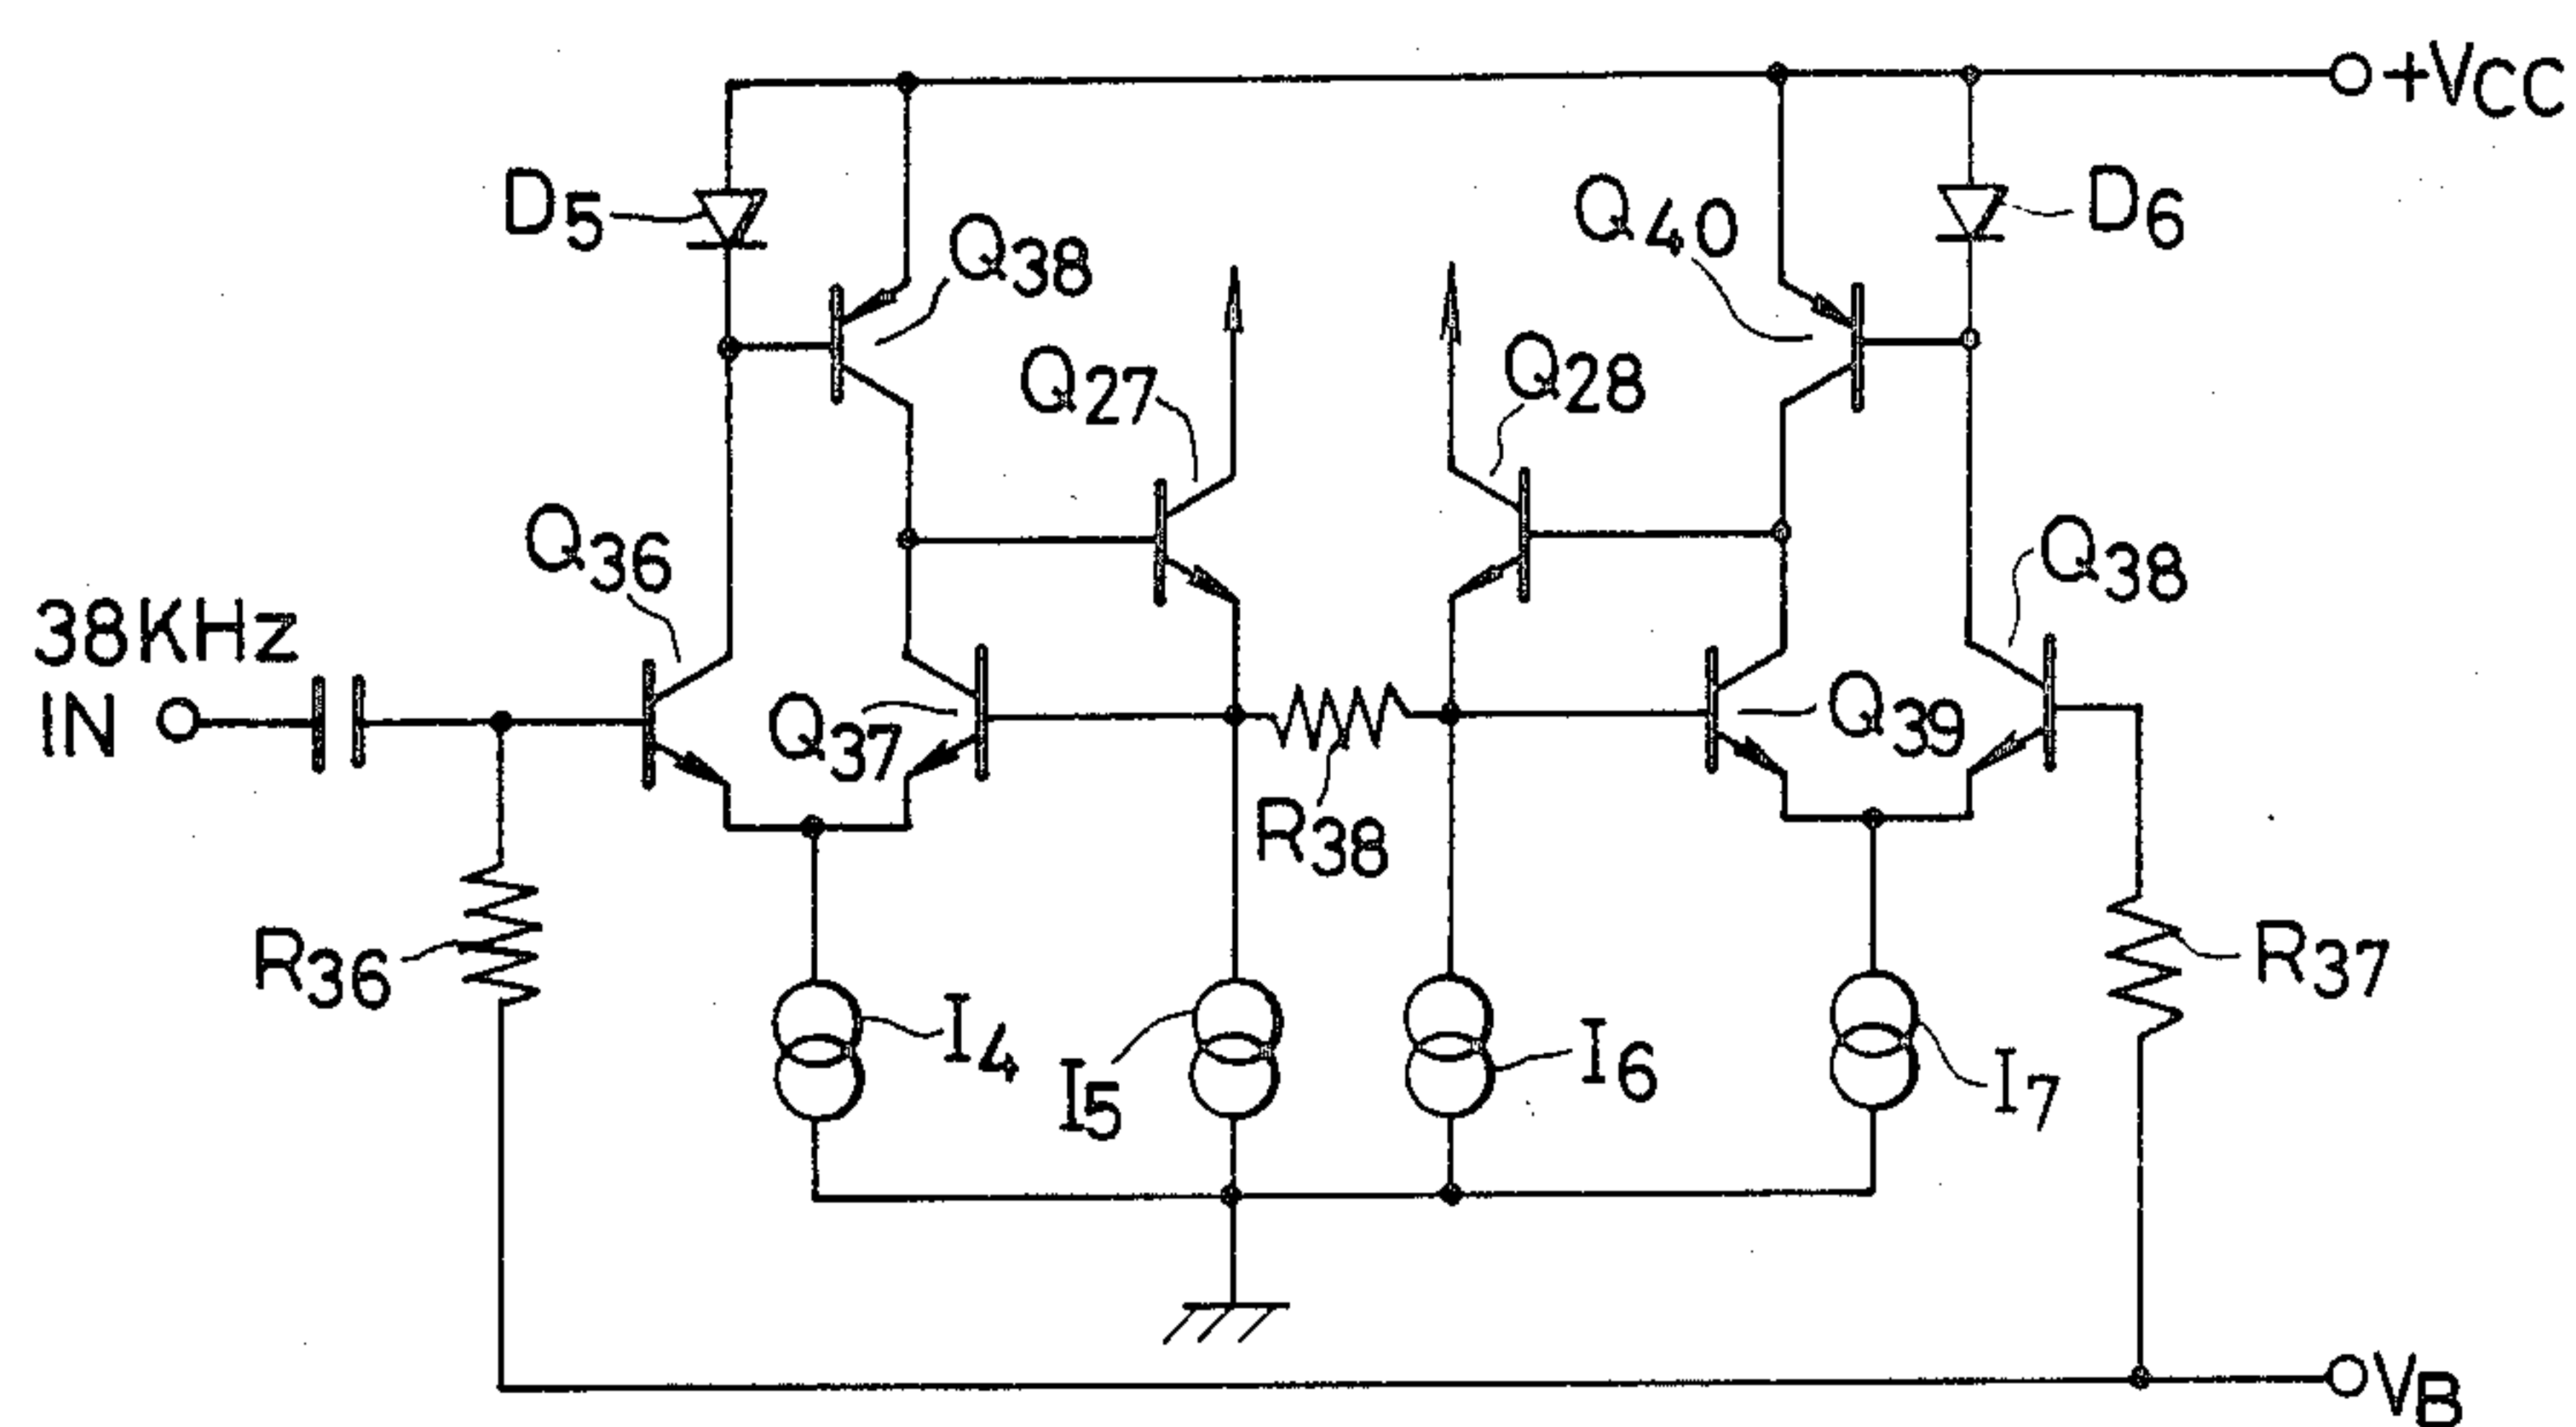 +VCC
D5
Q38
Q40
D6
Q27
Q28
Q36
Q38
38KHz
IN
Q37
Q39
R38
R36
R37
I4
I5
I6
I7
VB